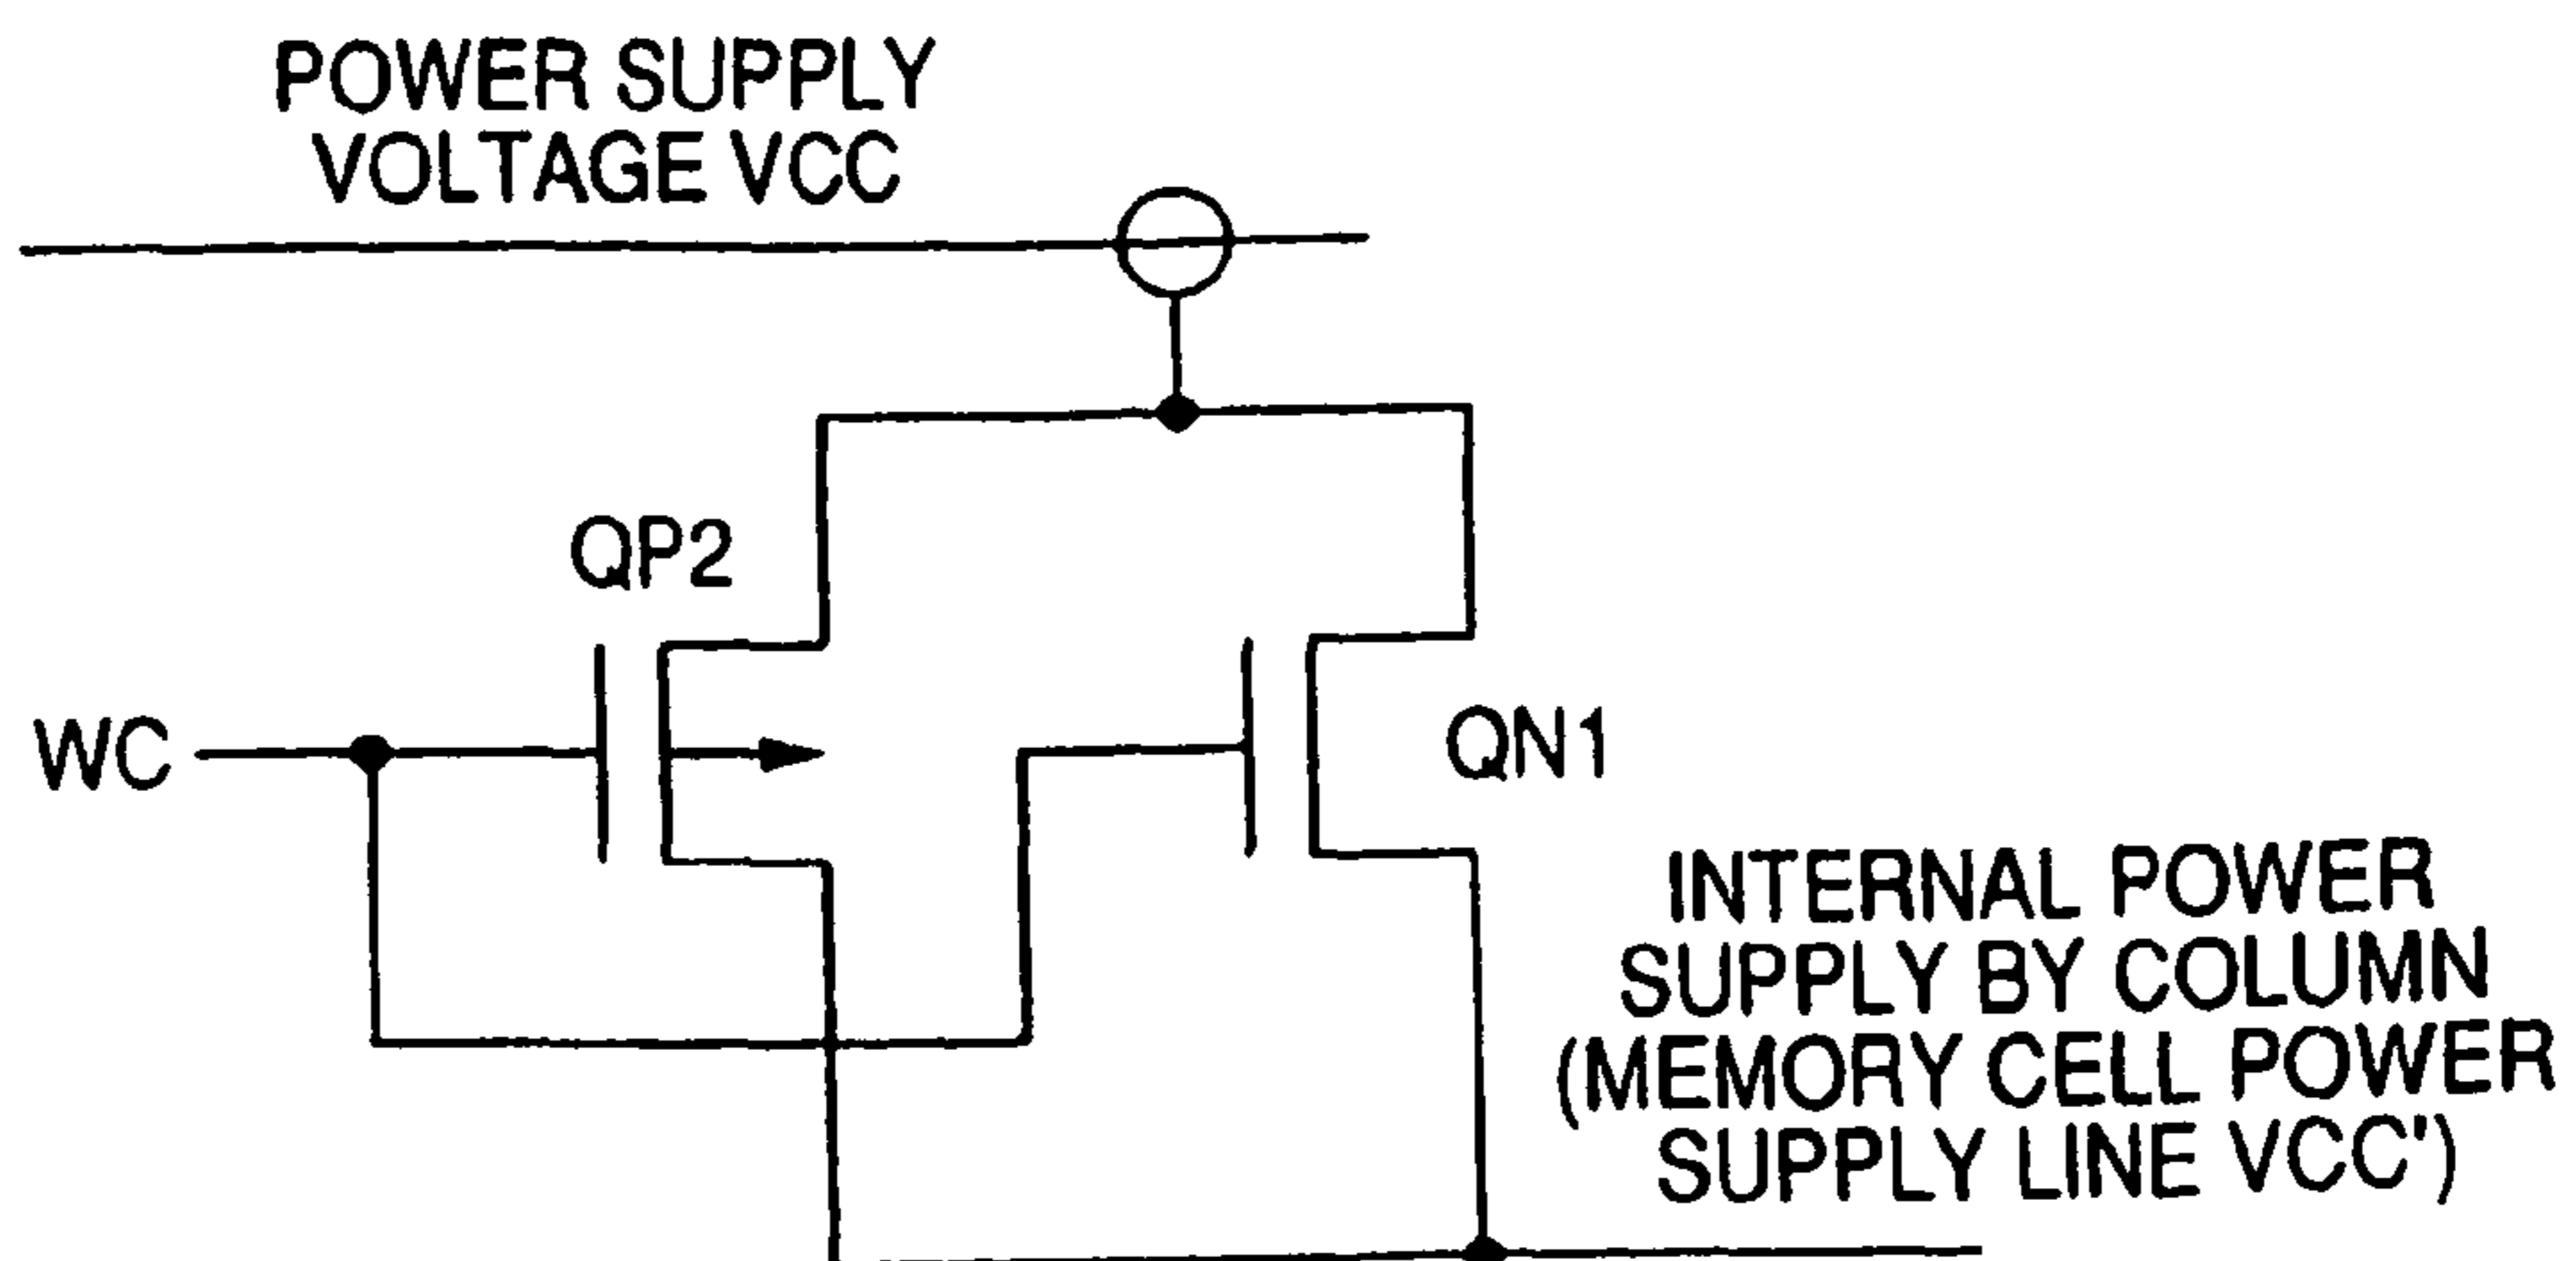 POWER SUPPLY
VOLTAGE VCC
QP2
WC
QN1
INTERNAL POWER
SUPPLY BY COLUMN
(MEMORY CELL POWER
SUPPLY LINE VCC')